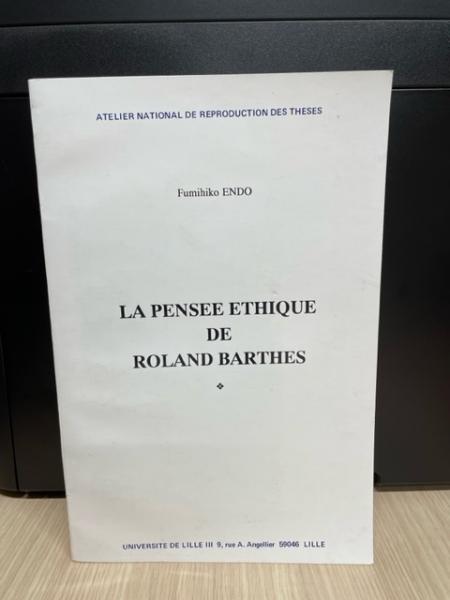 ATELIER NATIONAL DE REPRODUCTION DES THESES
Fumihiko ENDO
LA PENSEE ETHIQUE
DE
ROLAND BARTHES
UNIVERSITE DE LILLE III 9, rue A. Angellier 59046 LILLE